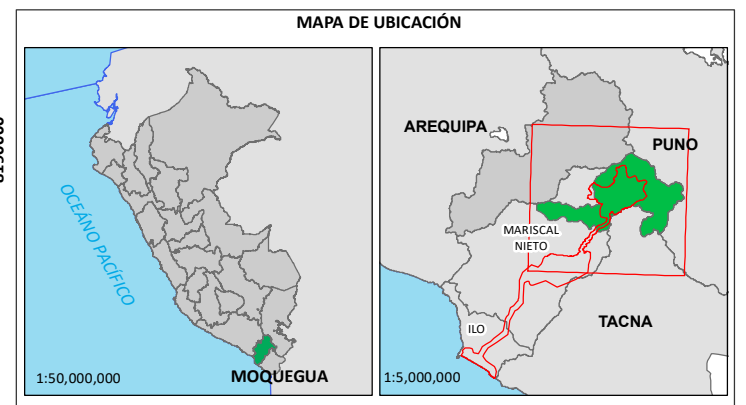 MAPA DE UBICACIÓN
OCEÁNO PACÍFICO
1:50,000,000
MOQUEGUA
AREQUIPA
PUNO
MARISCAL
NIETO
ILO
TACNA
1:5,000,000